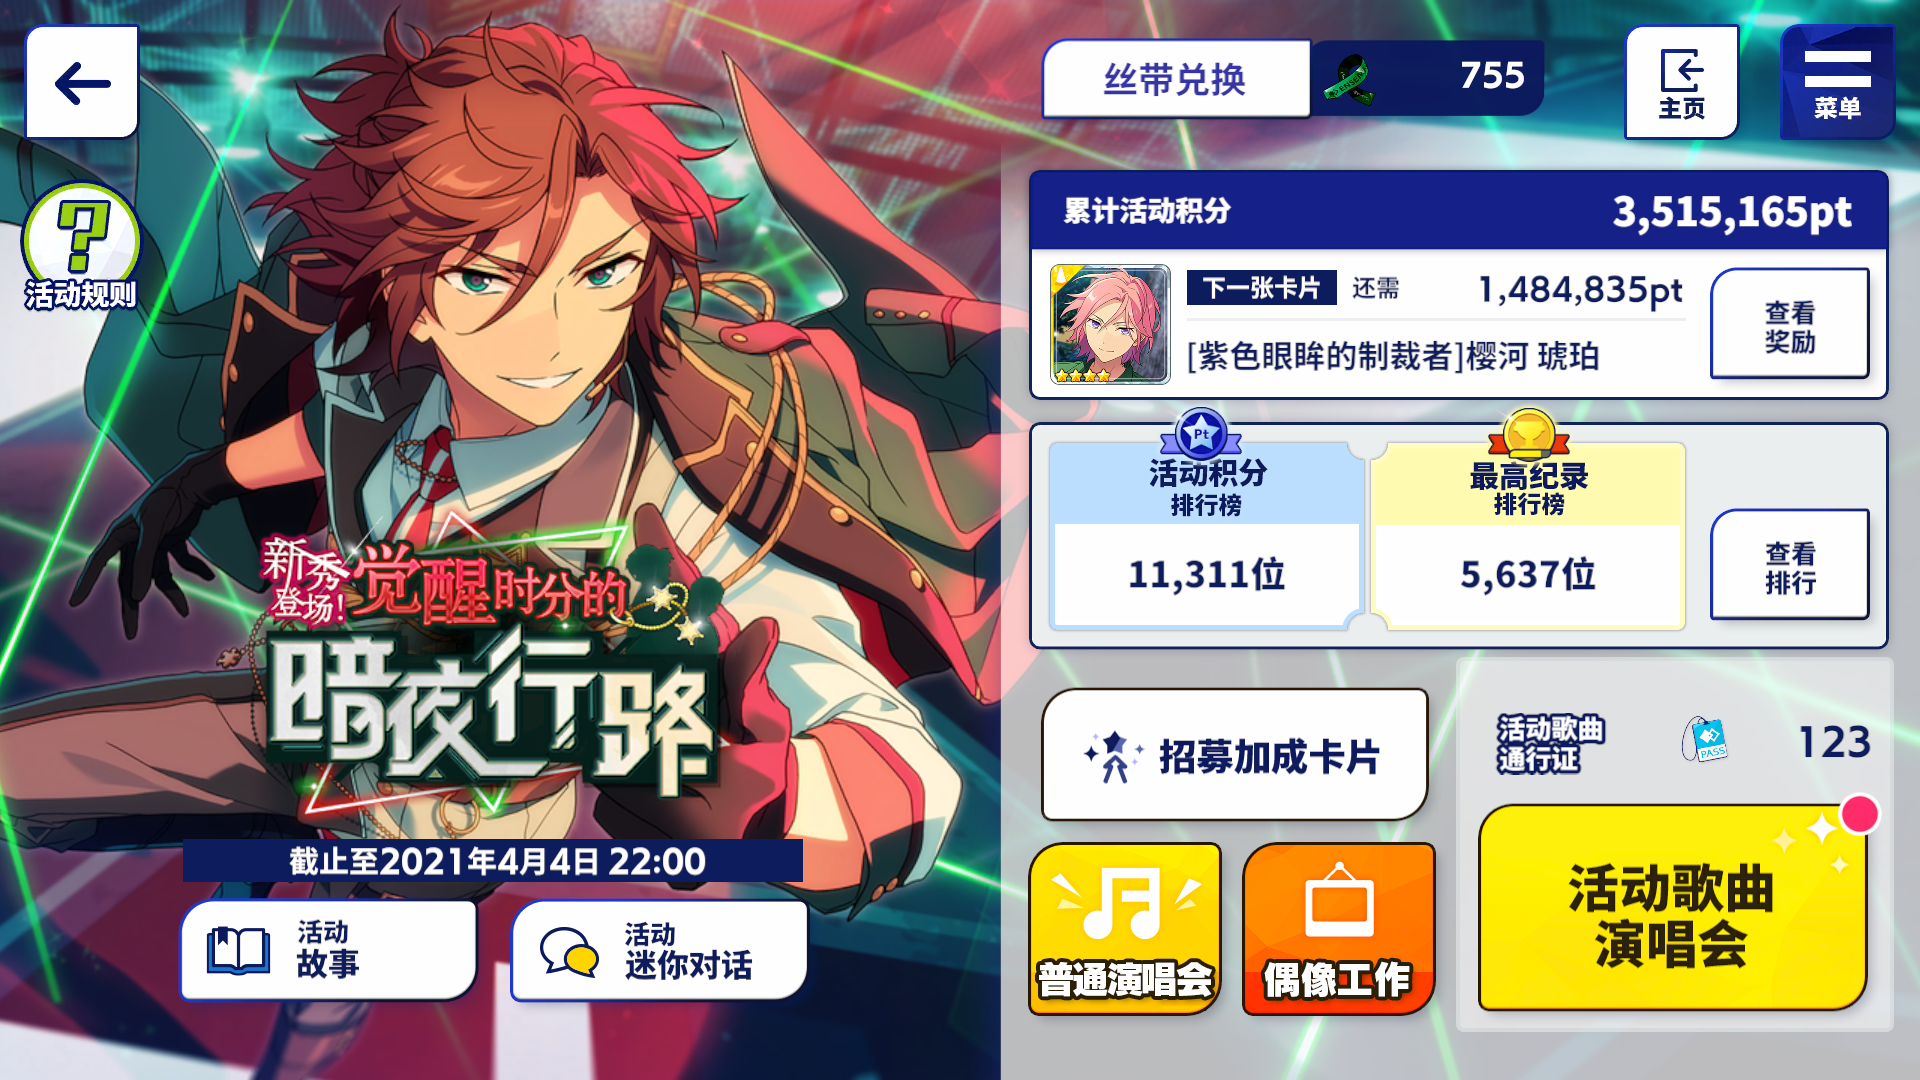 丝带兑换
755
主页
菜单
活动规则
累计活动积分
3,515,165pt
下一张卡片
还需
1,484,835pt
[紫色眼眸的制裁者]樱河 琥珀
查看
奖励
Pt
活动积分
排行榜
11,311位
最高纪录
排行榜
5,637位
查看
排行
新秀
登场!
觉醒时分的
暗夜行路
截止至2021年4月4日 22:00
活动
故事
活动
迷你对话
招募加成卡片
活动歌曲
通行证
PASS
123
普通演唱会
偶像工作
活动歌曲
演唱会